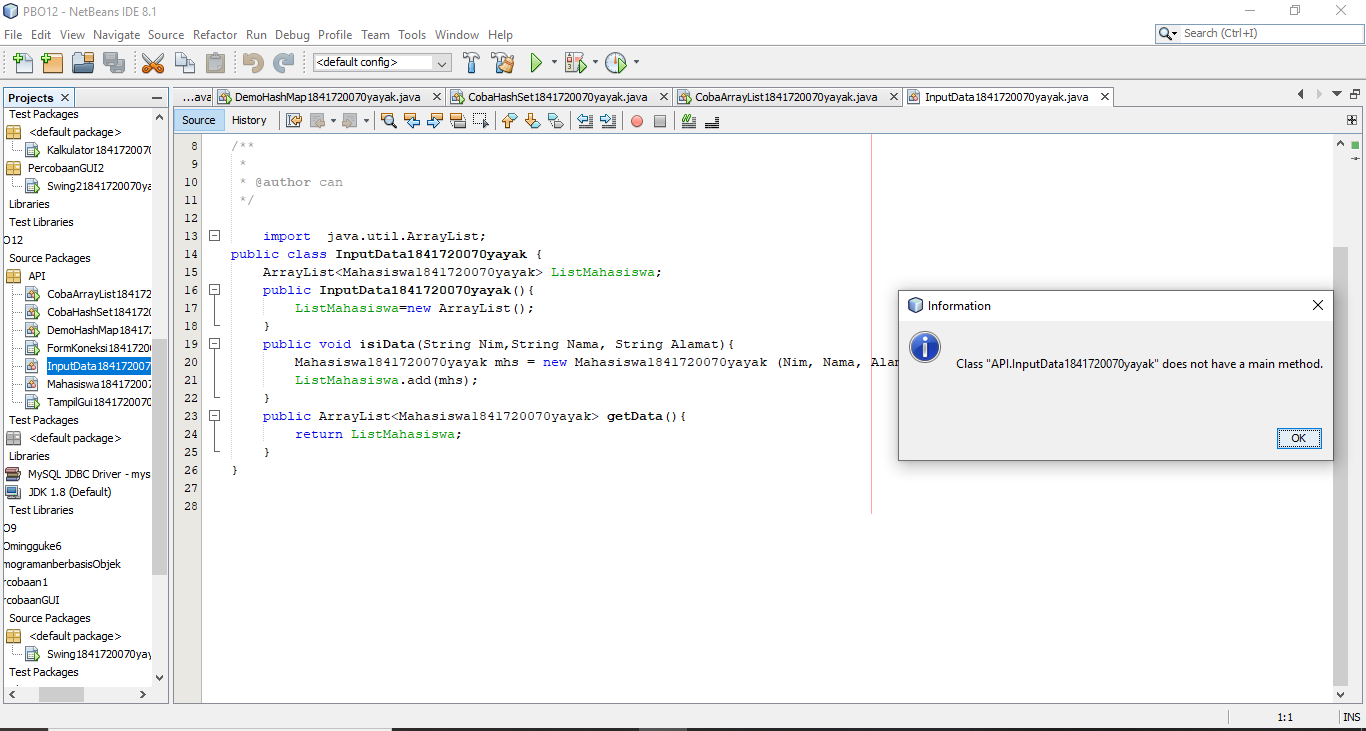 PBO12 - NetBeans IDE 8.1
File Edit View Navigate Source Refactor Run Debug Profile Team Tools Window Help
Search (Ctrl+I)
<default config>
Projects
...ava DemoHashMap1841720070yayak.java CobaHashSet1841720070yayak.java CobaArrayList1841720070yayak.java InputData1841720070yayak.java
Source History
Test Packages
<default package>
Kalkulator1841720070
PercobaanGUI2
Swing21841720070ya
Libraries
Test Libraries
O12
Source Packages
API
CobaArrayList184172
CobaHashSet184172
DemoHashMap184172
FormKoneksi1841720
InputData184172007
Mahasiswa184172007
TampilGui184172007
Test Packages
<default package>
Libraries
MySQL JDBC Driver - mys
JDK 1.8 (Default)
Test Libraries
O9
Omingguke6
mogramanberbasisObjek
rcobaan1
rcobaanGUI
Source Packages
<default package>
Swing1841720070yay
Test Packages
8 /**
9 *
10 * @author can
11 */
12
13 import java.util.ArrayList;
14 public class InputData1841720070yayak {
15 ArrayList<Mahasiswa1841720070yayak> ListMahasiswa;
16 public InputData1841720070yayak(){
17 ListMahasiswa=new ArrayList();
18 }
19 public void isiData(String Nim,String Nama, String Alamat){
20 Mahasiswa1841720070yayak mhs = new Mahasiswa1841720070yayak (Nim, Nama, Alam
21 ListMahasiswa.add(mhs);
22 }
23 public ArrayList<Mahasiswa1841720070yayak> getData(){
24 return ListMahasiswa;
25 }
26 }
27
28
Information
Class "API.InputData1841720070yayak" does not have a main method.
OK
1:1 INS